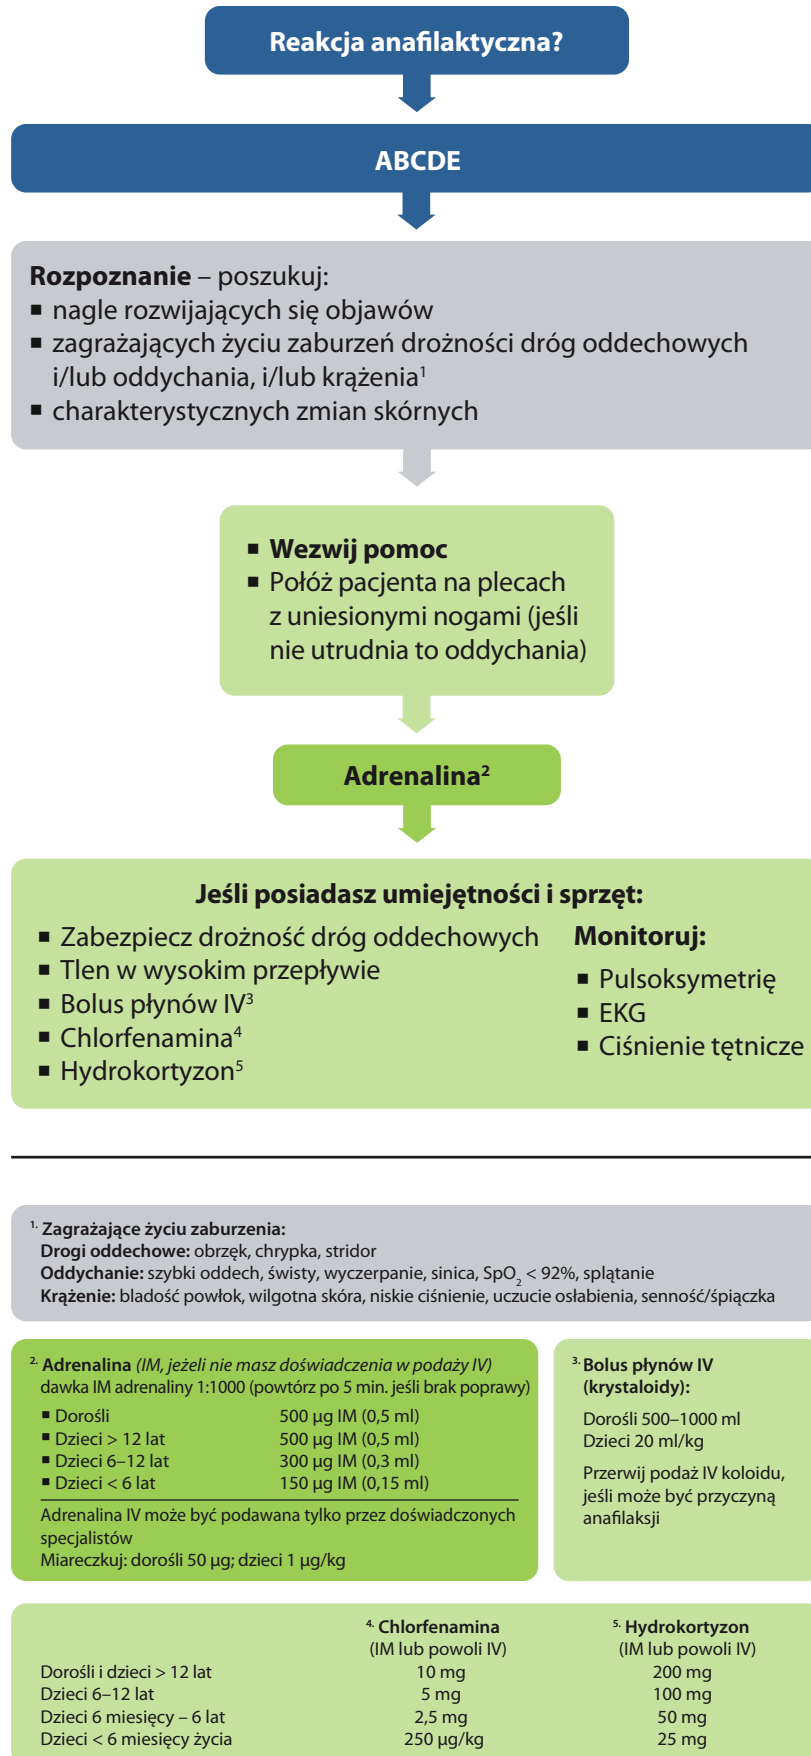 Reakcja anafilaktyczna?
ABCDE
Rozpoznanie – poszukuj:
▪ nagle rozwijających się objawów
▪ zagrażających życiu zaburzeń drożności dróg oddechowych
i/lub oddychania, i/lub krążenia¹
▪ charakterystycznych zmian skórnych
▪ Wezwij pomoc
▪ Połóż pacjenta na plecach
z uniesionymi nogami (jeśli
nie utrudnia to oddychania)
Adrenalina²
Jeśli posiadasz umiejętności i sprzęt:
▪ Zabezpiecz drożność dróg oddechowych
▪ Tlen w wysokim przepływie
▪ Bolus płynów IV³
▪ Chlorfenamina⁴
▪ Hydrokortyzon⁵
Monitoruj:
▪ Pulsoksymetrię
▪ EKG
▪ Ciśnienie tętnicze
¹· Zagrażające życiu zaburzenia:
Drogi oddechowe: obrzęk, chrypka, stridor
Oddychanie: szybki oddech, świsty, wyczerpanie, sinica, SpO₂ < 92%, splątanie
Krążenie: bladość powłok, wilgotna skóra, niskie ciśnienie, uczucie osłabienia, senność/śpiączka
²· Adrenalina (IM, jeżeli nie masz doświadczenia w podaży IV)
dawka IM adrenaliny 1:1000 (powtórz po 5 min. jeśli brak poprawy)
▪ Dorośli 500 µg IM (0,5 ml)
▪ Dzieci > 12 lat 500 µg IM (0,5 ml)
▪ Dzieci 6–12 lat 300 µg IM (0,3 ml)
▪ Dzieci < 6 lat 150 µg IM (0,15 ml)
Adrenalina IV może być podawana tylko przez doświadczonych
specjalistów
Miareczkuj: dorośli 50 µg; dzieci 1 µg/kg
³· Bolus płynów IV
(krystaloidy):
Dorośli 500–1000 ml
Dzieci 20 ml/kg
Przerwij podaż IV koloidu,
jeśli może być przyczyną
anafilaksji
⁴· Chlorfenamina ⁵· Hydrokortyzon
(IM lub powoli IV) (IM lub powoli IV)
Dorośli i dzieci > 12 lat 10 mg 200 mg
Dzieci 6–12 lat 5 mg 100 mg
Dzieci 6 miesięcy – 6 lat 2,5 mg 50 mg
Dzieci < 6 miesięcy życia 250 µg/kg 25 mg